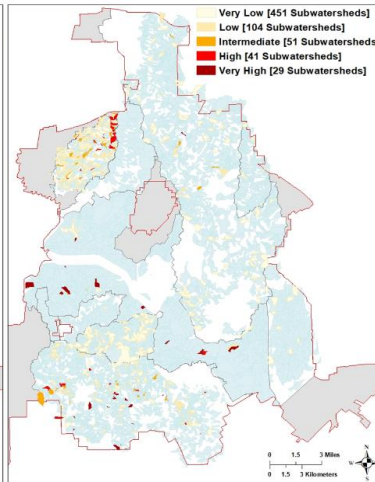 Very Low [451 Subwatersheds]
Low [104 Subwatersheds]
Intermediate [51 Subwatersheds
High [41 Subwatersheds]
Very High [29 Subwatersheds]
0 1.5 3 Miles
0 1.5 3 Kilometers
N
W E
S